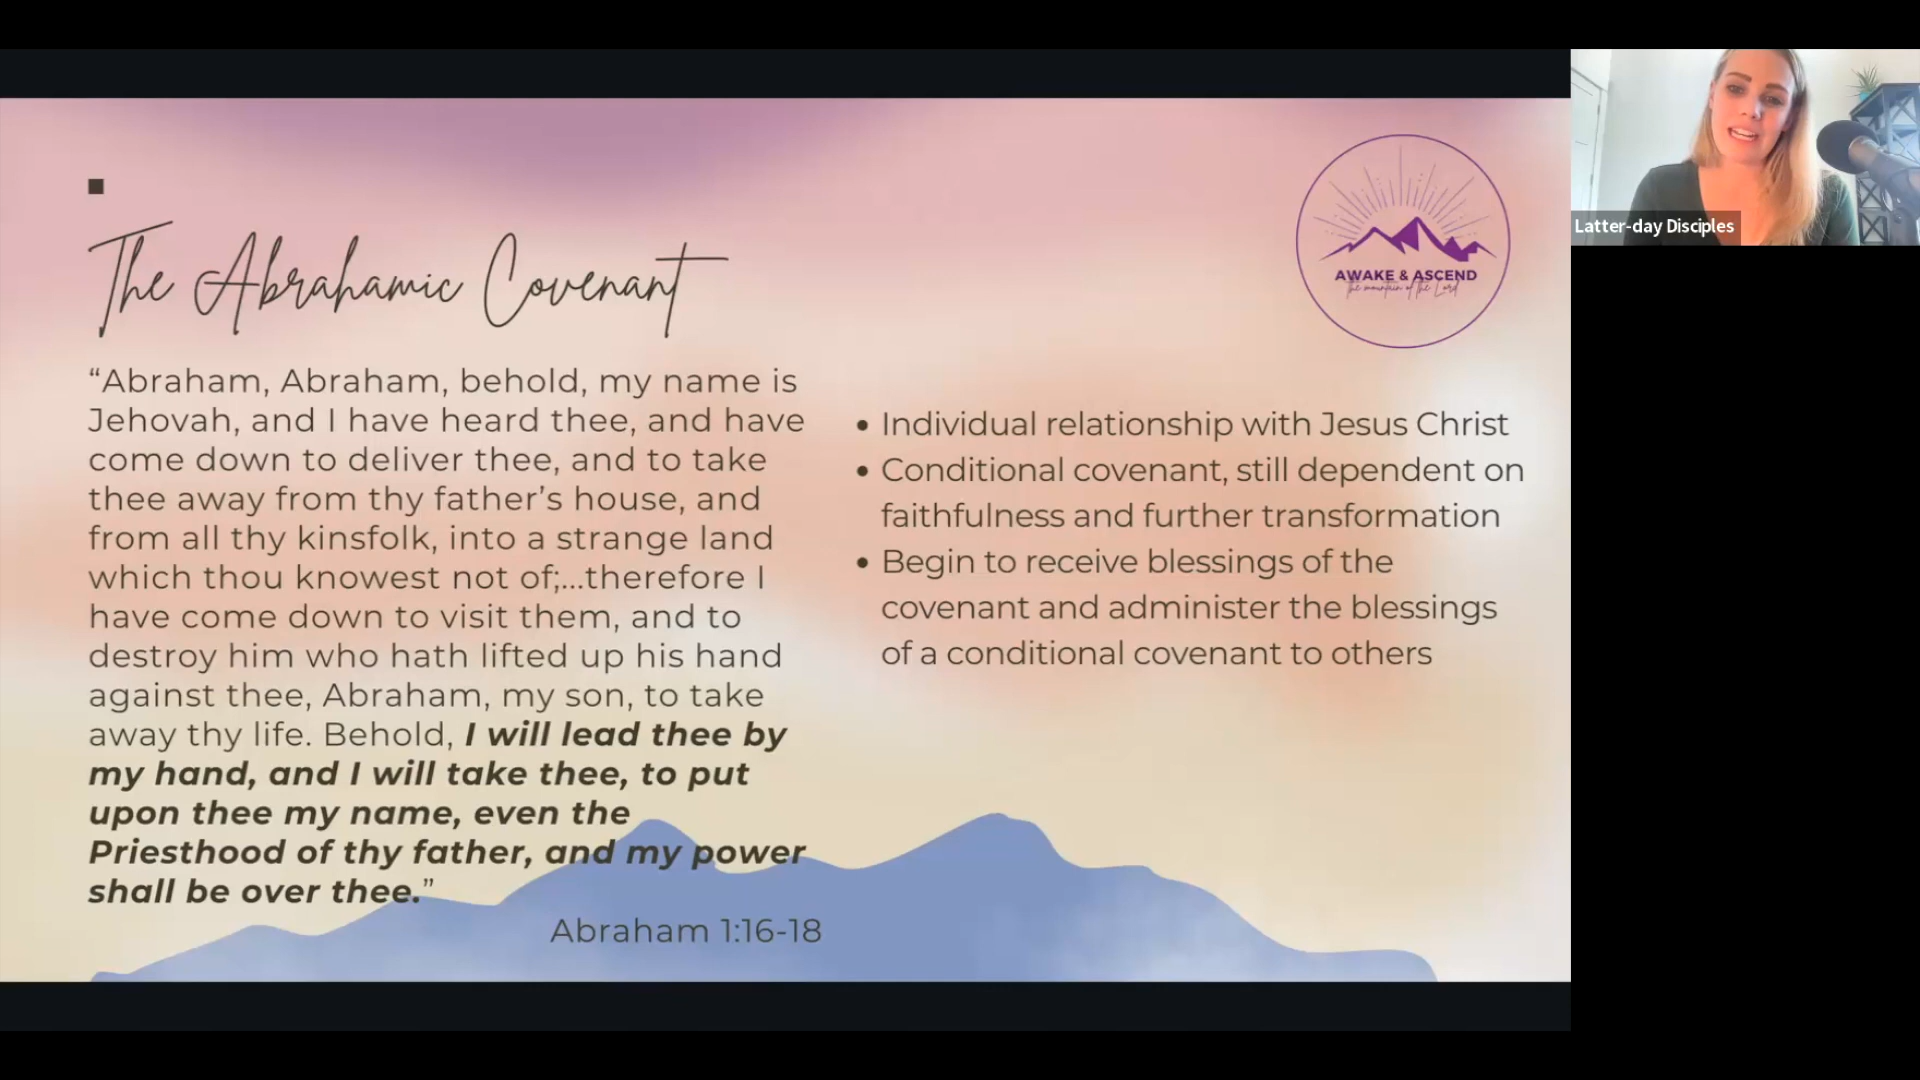 The Abrahamic Covenant
“Abraham, Abraham, behold, my name is
Jehovah, and I have heard thee, and have
come down to deliver thee, and to take
thee away from thy father’s house, and
from all thy kinsfolk, into a strange land
which thou knowest not of;...therefore I
have come down to visit them, and to
destroy him who hath lifted up his hand
against thee, Abraham, my son, to take
away thy life. Behold, I will lead thee by
my hand, and I will take thee, to put
upon thee my name, even the
Priesthood of thy father, and my power
shall be over thee.”
Abraham 1:16-18
• Individual relationship with Jesus Christ
• Conditional covenant, still dependent on
faithfulness and further transformation
• Begin to receive blessings of the
covenant and administer the blessings
of a conditional covenant to others
AWAKE & ASCEND
the mountain of the Lord
Latter-day Disciples